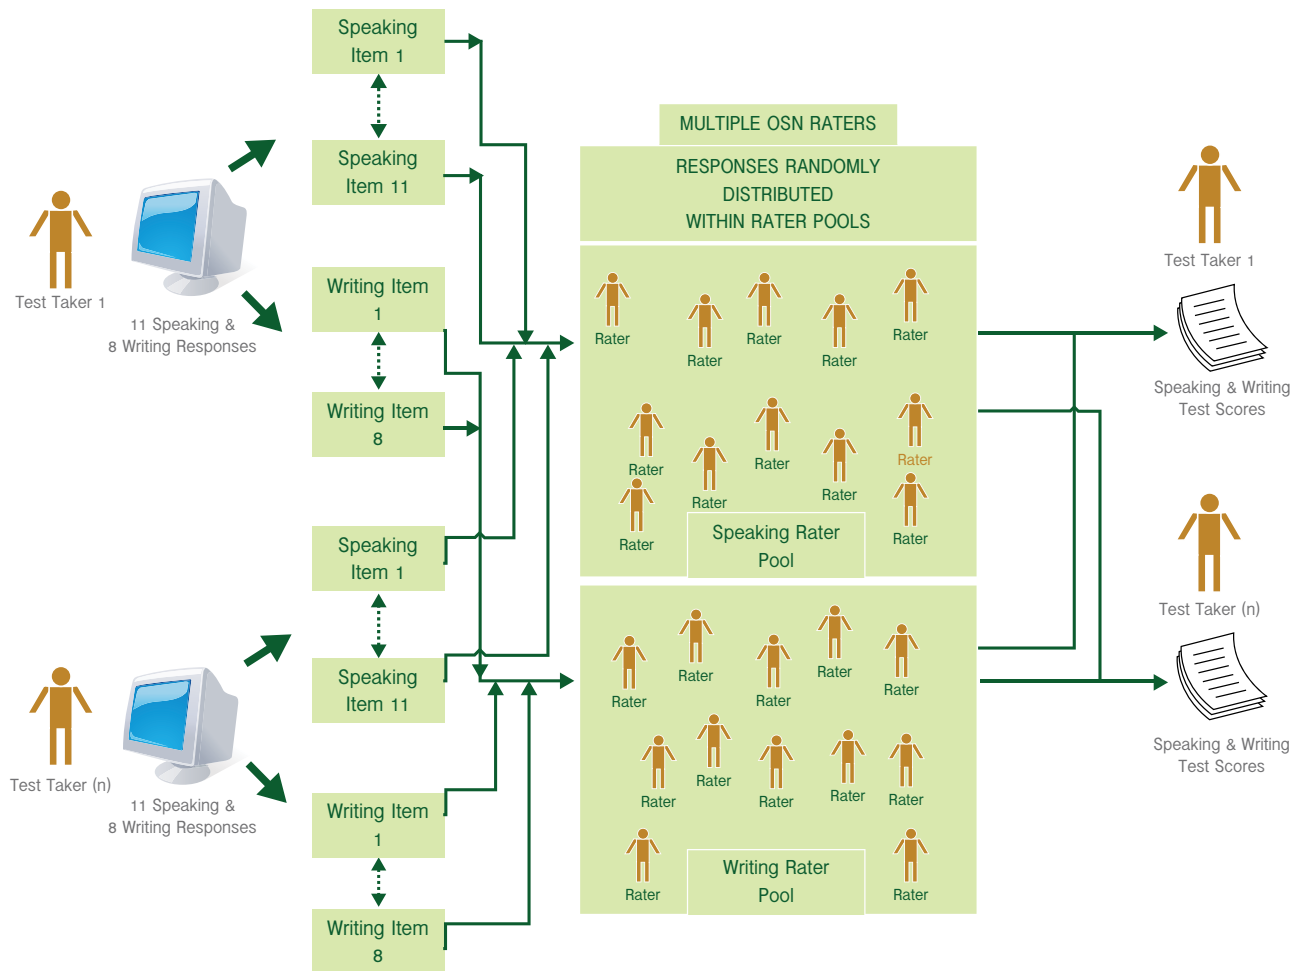 Test Taker 1
11 Speaking &
8 Writing Responses
Speaking
Item 1
Speaking
Item 11
Writing Item
1
Writing Item
8
Test Taker (n)
11 Speaking &
8 Writing Responses
Speaking
Item 1
Speaking
Item 11
Writing Item
1
Writing Item
8
MULTIPLE OSN RATERS
RESPONSES RANDOMLY
DISTRIBUTED
WITHIN RATER POOLS
Rater
Rater
Rater
Rater
Rater
Rater
Rater
Rater
Rater
Rater
Rater
Rater
Speaking Rater
Pool
Rater
Rater
Rater
Rater
Rater
Rater
Rater
Rater
Rater
Rater
Rater
Rater
Writing Rater
Pool
Test Taker 1
Speaking & Writing
Test Scores
Test Taker (n)
Speaking & Writing
Test Scores